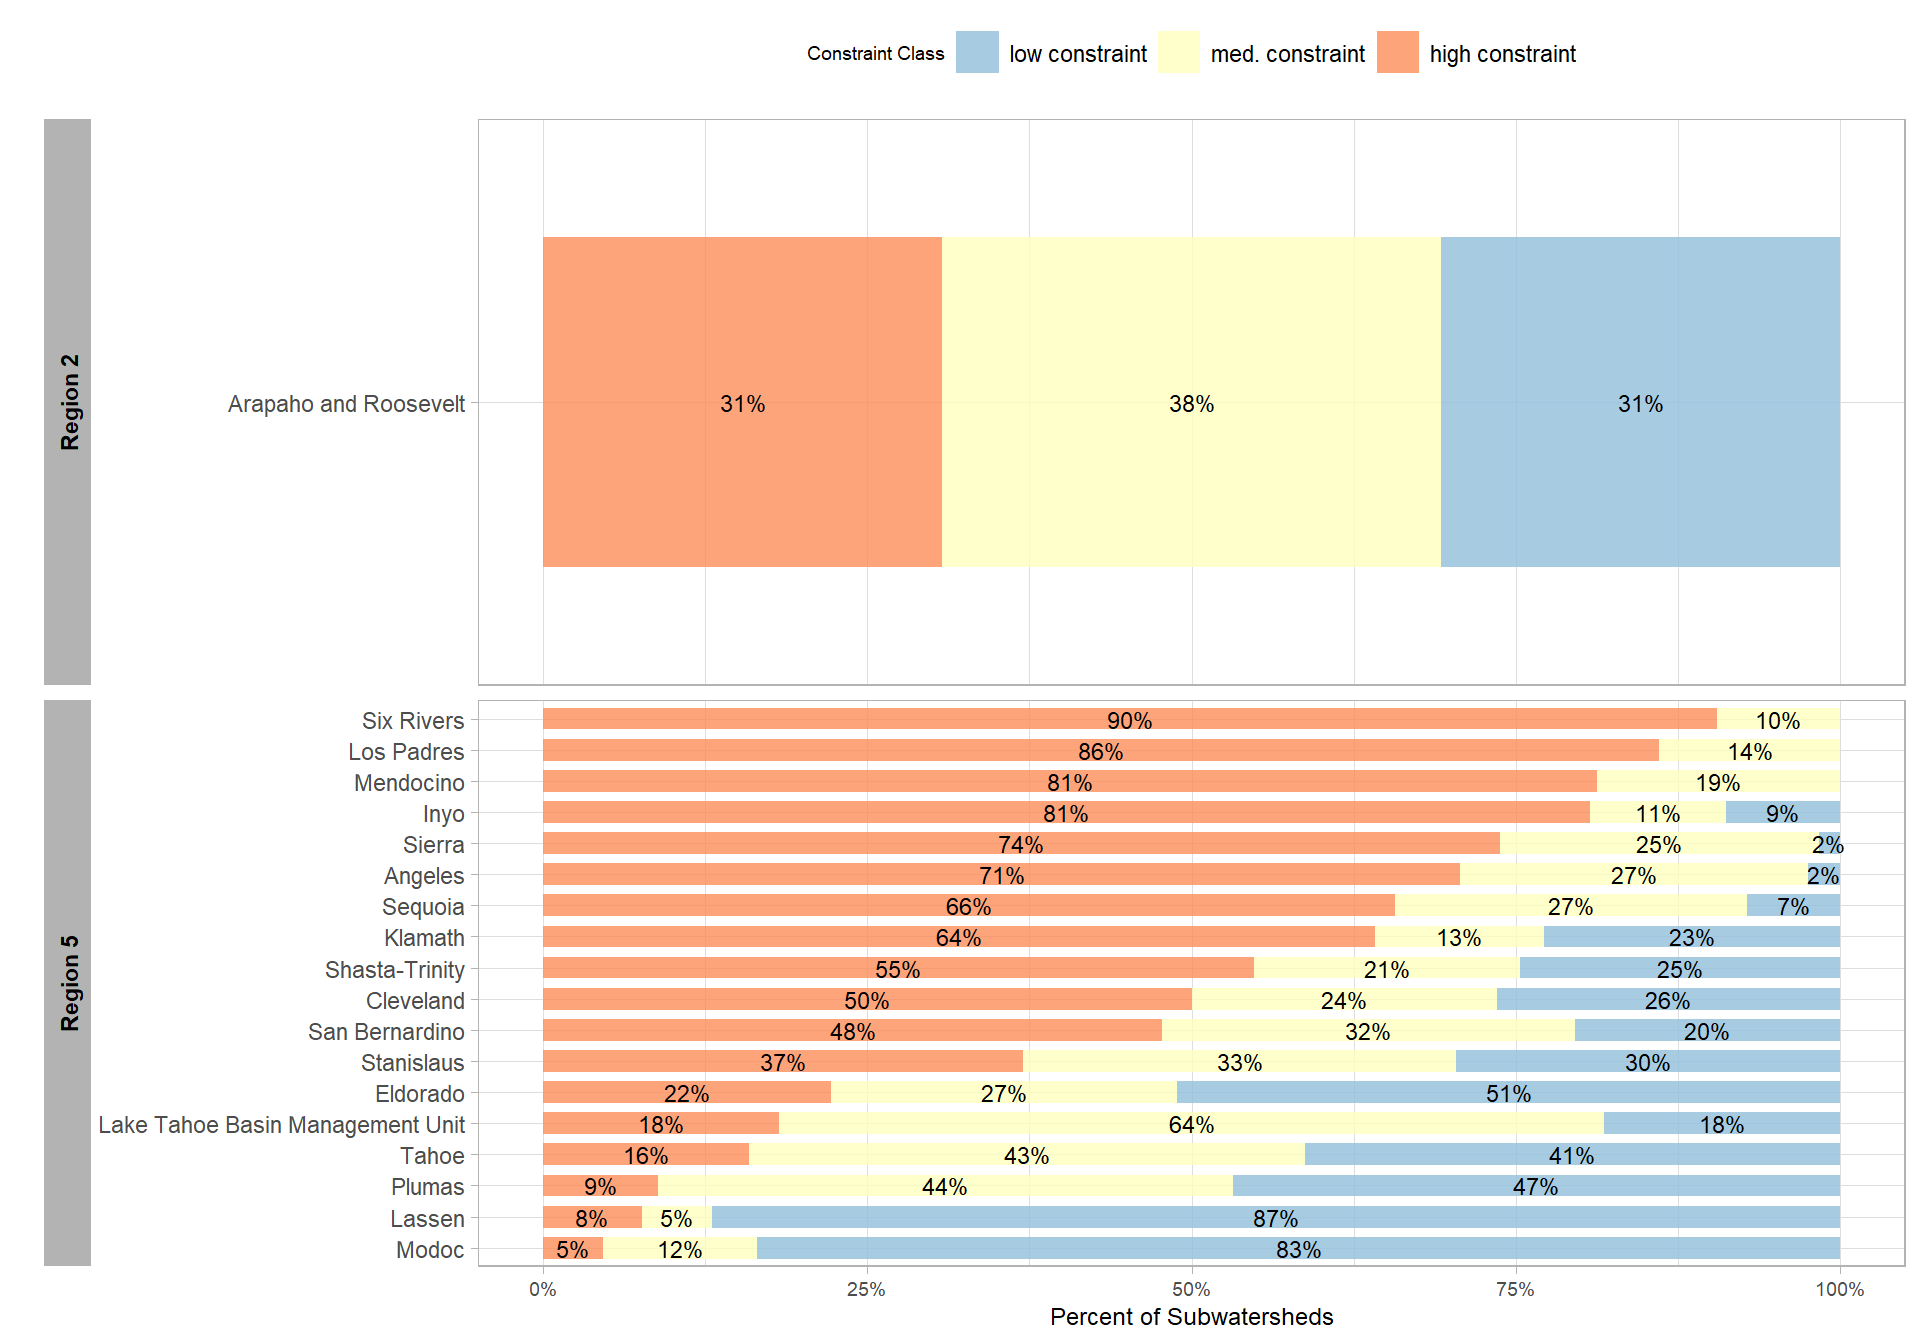 Constraint Class low constraint med. constraint high constraint
Region 2
Arapaho and Roosevelt 31% 38% 31%
Region 5
Six Rivers 90% 10%
Los Padres 86% 14%
Mendocino 81% 19%
Inyo 81% 11% 9%
Sierra 74% 25% 2%
Angeles 71% 27% 2%
Sequoia 66% 27% 7%
Klamath 64% 13% 23%
Shasta-Trinity 55% 21% 25%
Cleveland 50% 24% 26%
San Bernardino 48% 32% 20%
Stanislaus 37% 33% 30%
Eldorado 22% 27% 51%
Lake Tahoe Basin Management Unit 18% 64% 18%
Tahoe 16% 43% 41%
Plumas 9% 44% 47%
Lassen 8% 5% 87%
Modoc 5% 12% 83%
0% 25% 50% 75% 100%
Percent of Subwatersheds